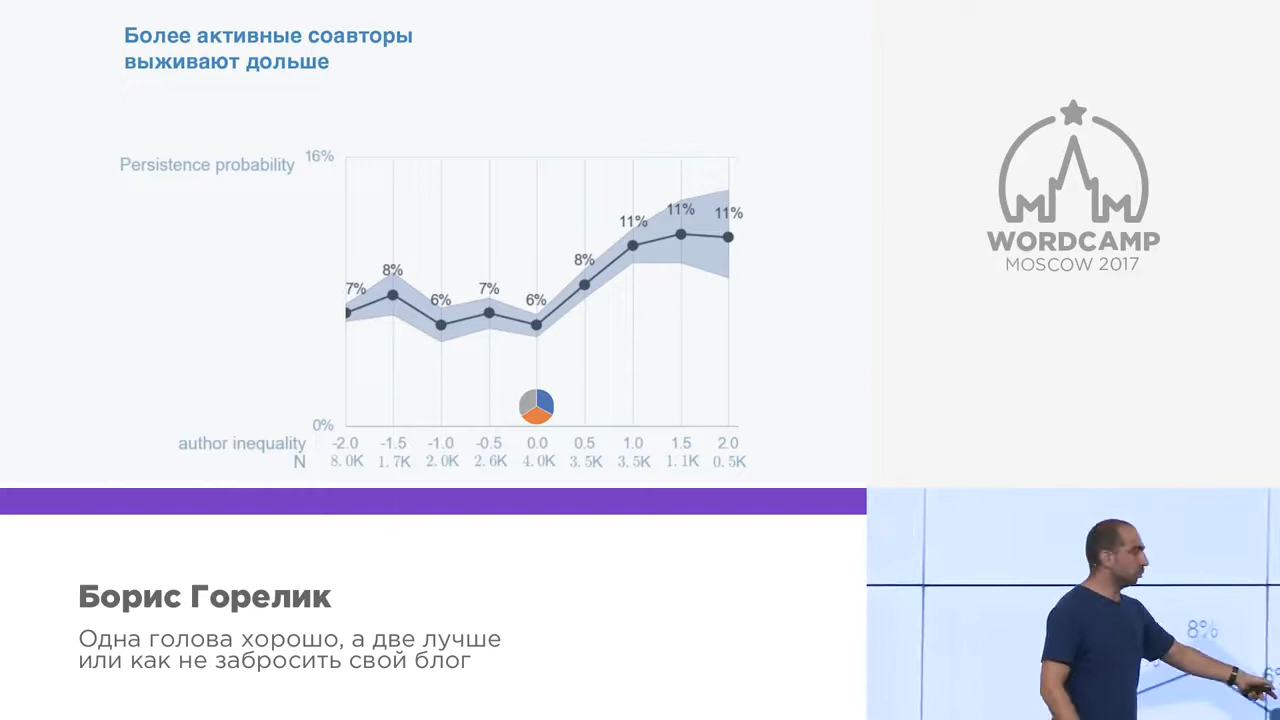 Более активные соавторы
выживают дольше
Persistence probability
16%
7%
8%
6%
7%
6%
8%
11%
11%
11%
0%
author inequality -2.0 -1.5 -1.0 -0.5 0.0 0.5 1.0 1.5 2.0
N 8.0K 1.7K 2.0K 2.6K 4.0K 3.5K 3.5K 1.1K 0.5K
WORDCAMP
MOSCOW 2017
Борис Горелик
Одна голова хорошо, а две лучше
или как не забросить свой блог
8%